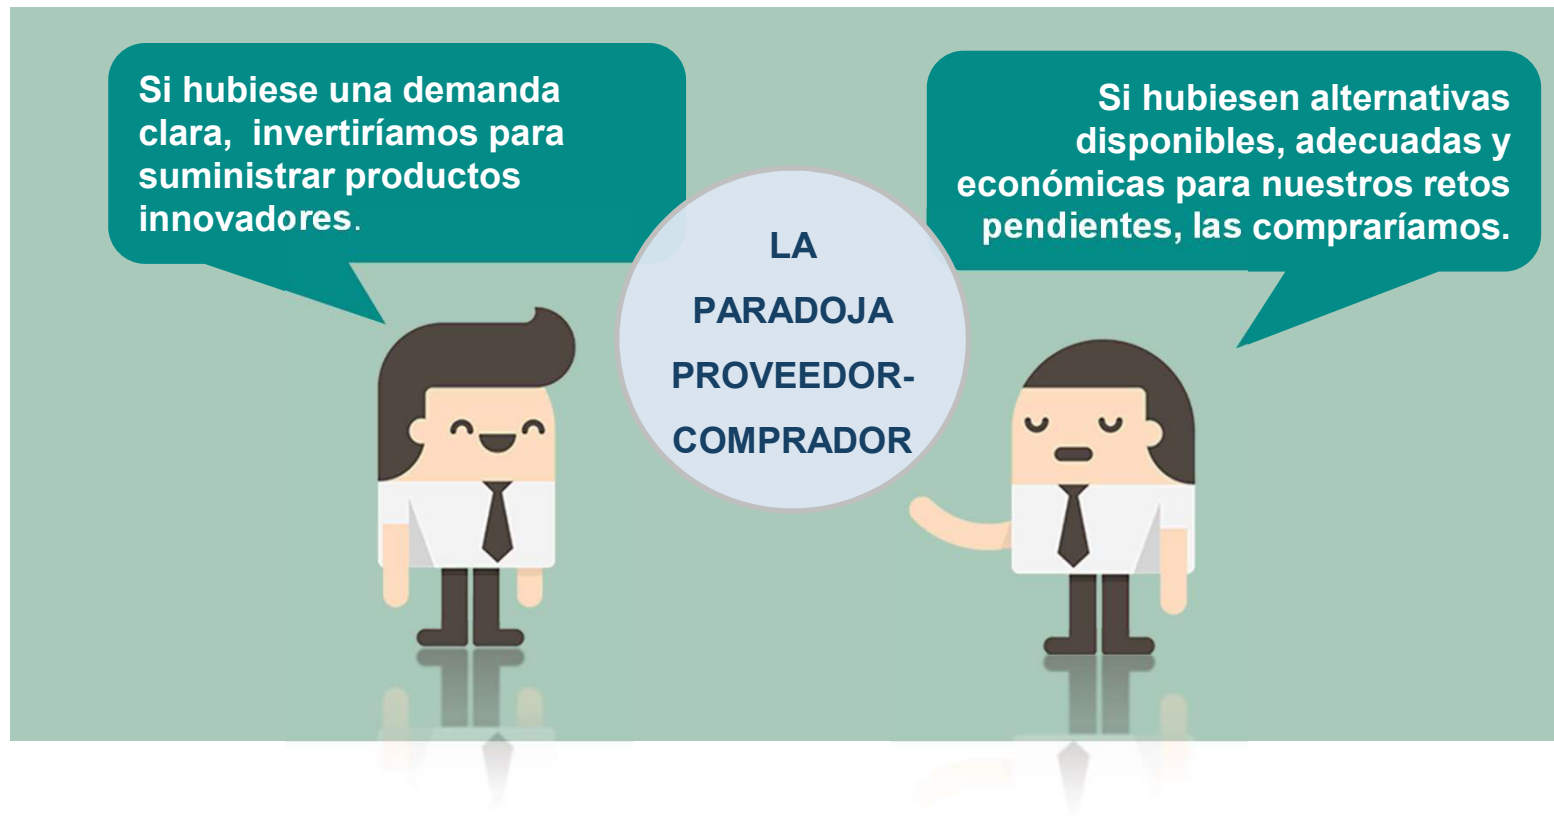 Si hubiese una demanda
clara,  invertiríamos para
suministrar productos
innovadores.
LA
PARADOJA
PROVEEDOR-
COMPRADOR
Si hubiesen alternativas
disponibles, adecuadas y
económicas para nuestros retos
pendientes, las compraríamos.